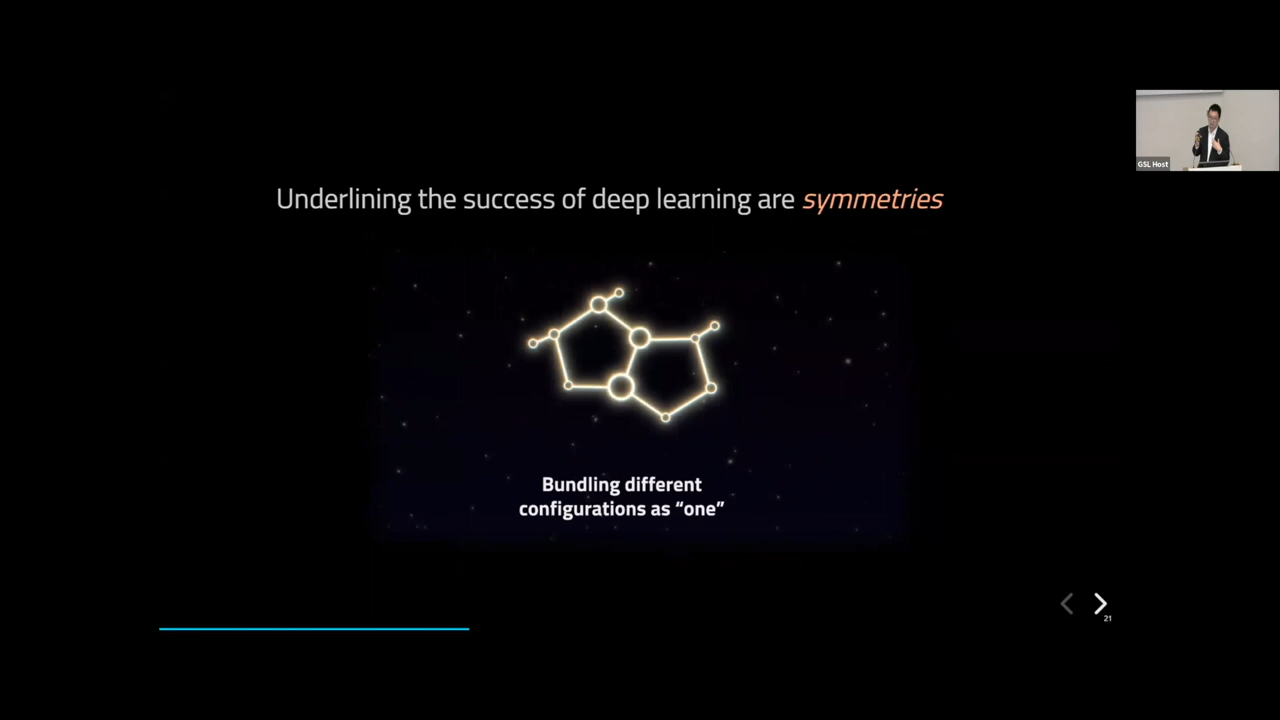 GSL Host
Underlining the success of deep learning are symmetries
Bundling different
configurations as “one”
21